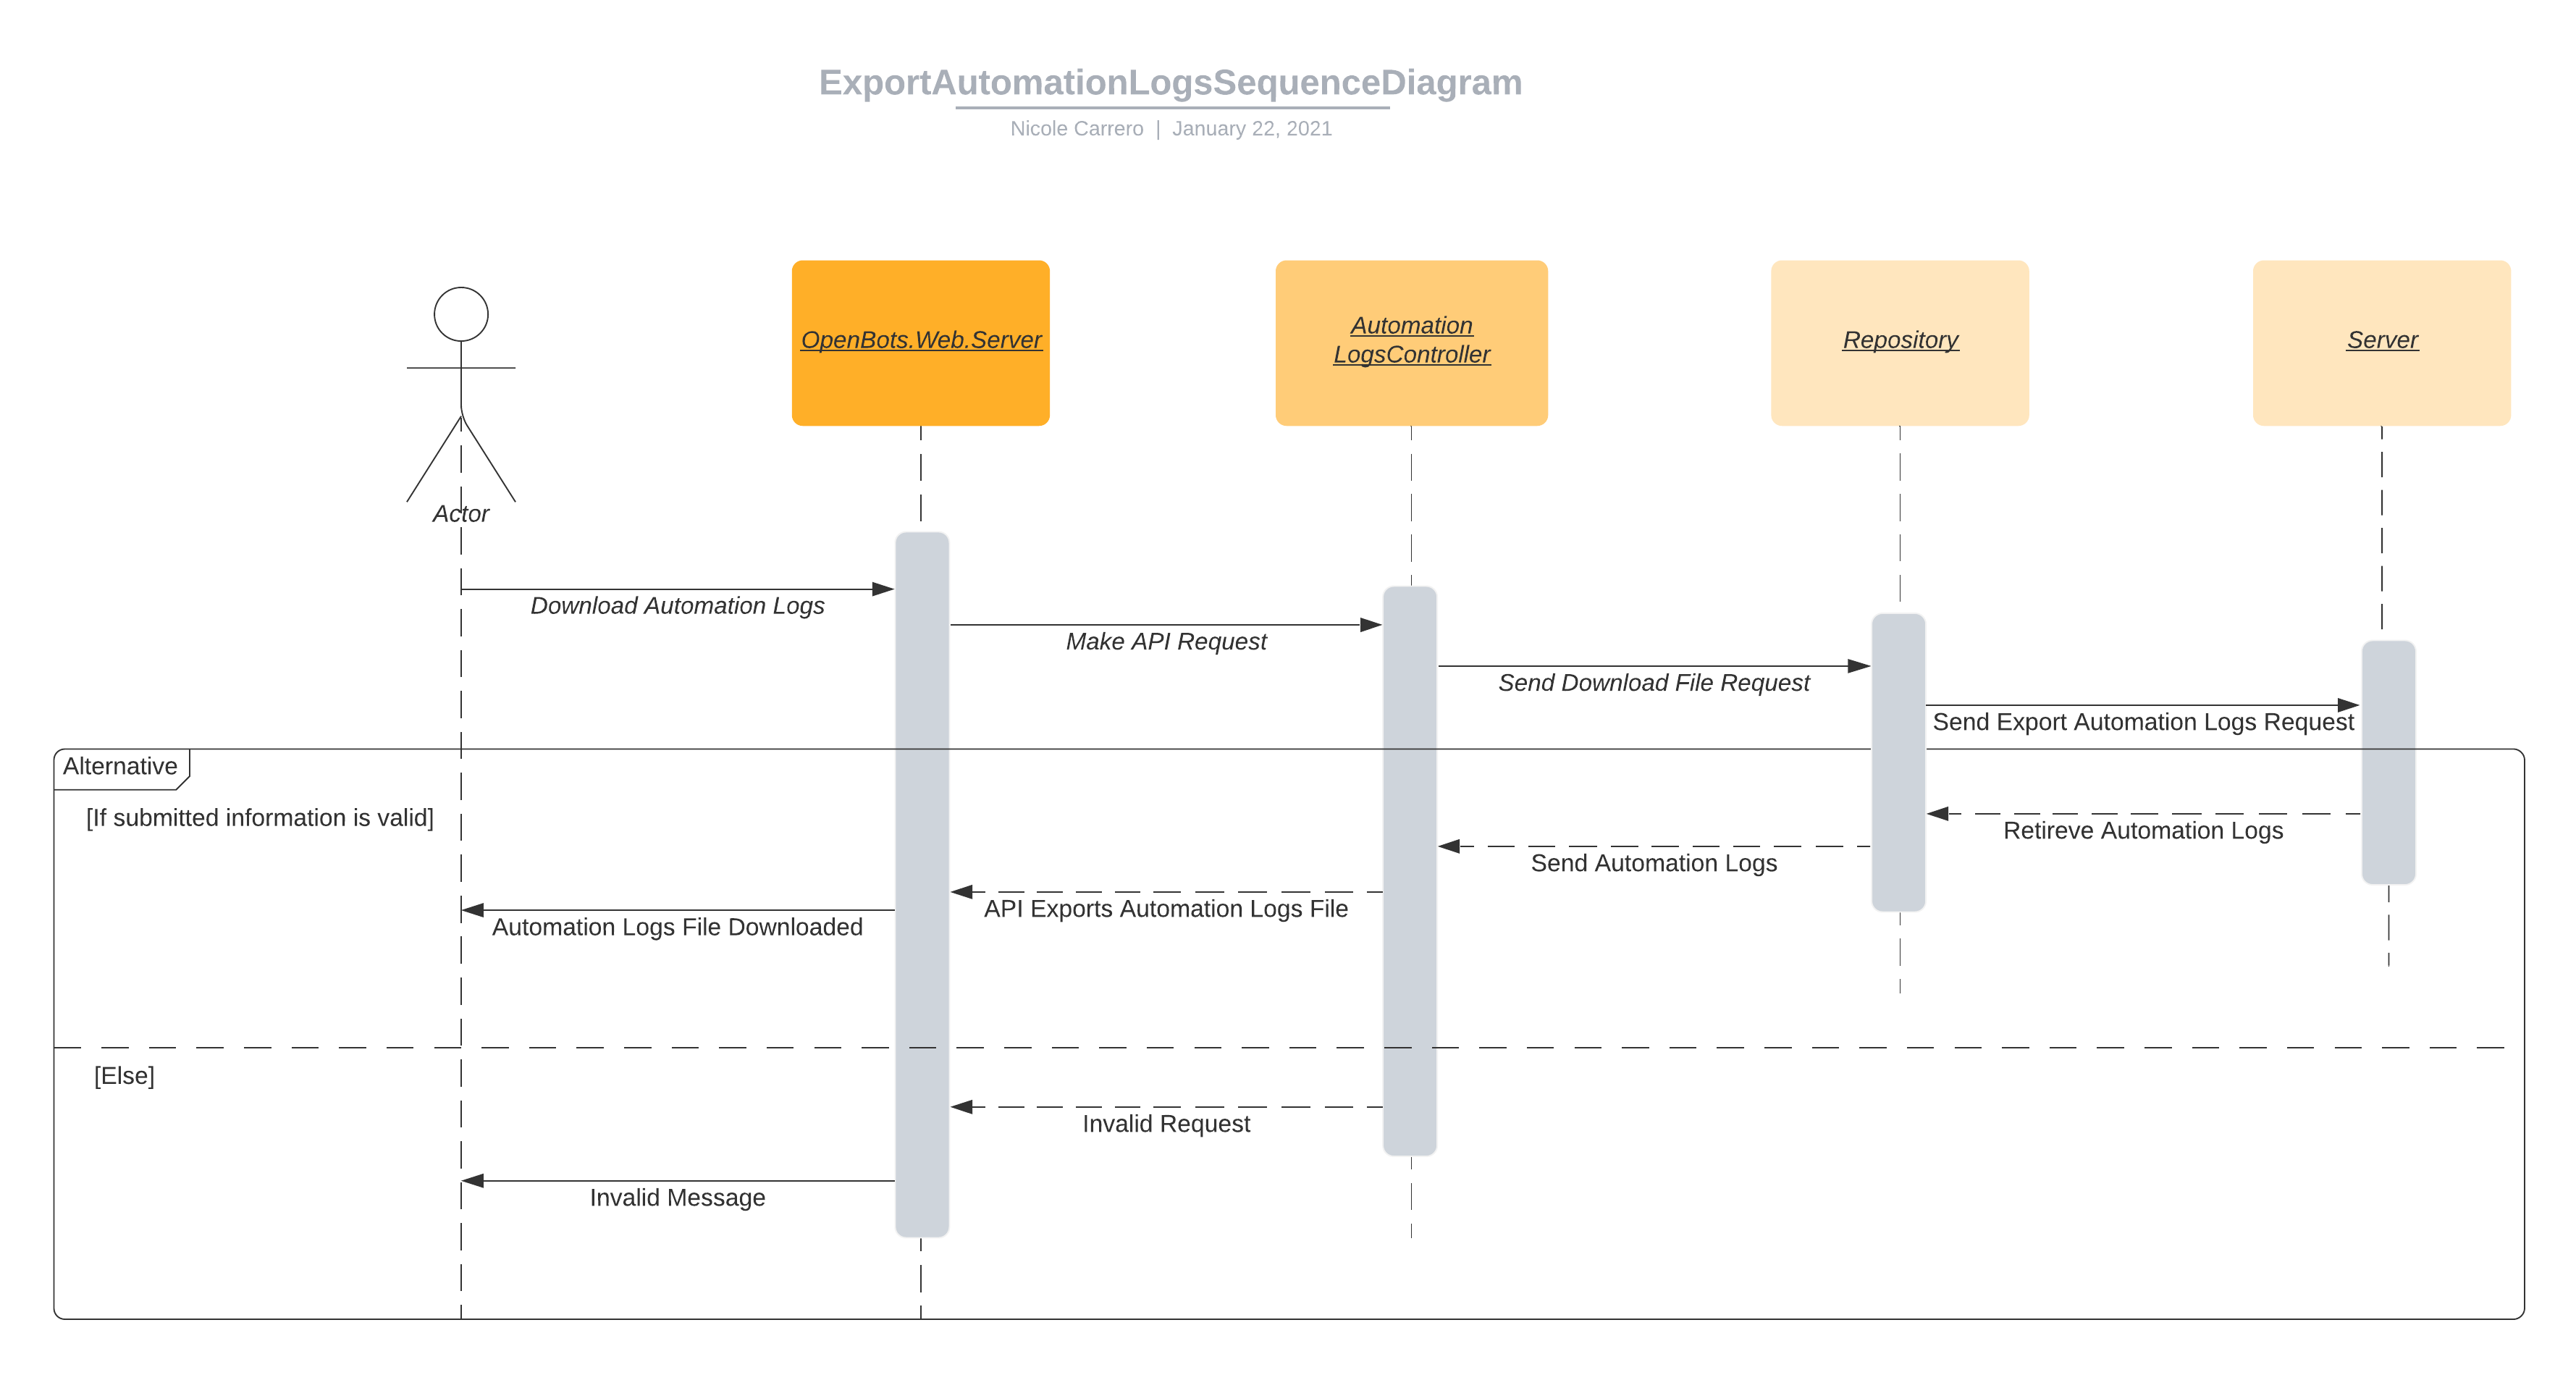 ExportAutomationLogsSequenceDiagram
Nicole Carrero | January 22, 2021
Actor
OpenBots.Web.Server
Automation
LogsController
Repository
Server
Download Automation Logs
Make API Request
Send Download File Request
Send Export Automation Logs Request
Alternative
[If submitted information is valid]
Retireve Automation Logs
Send Automation Logs
API Exports Automation Logs File
Automation Logs File Downloaded
[Else]
Invalid Request
Invalid Message